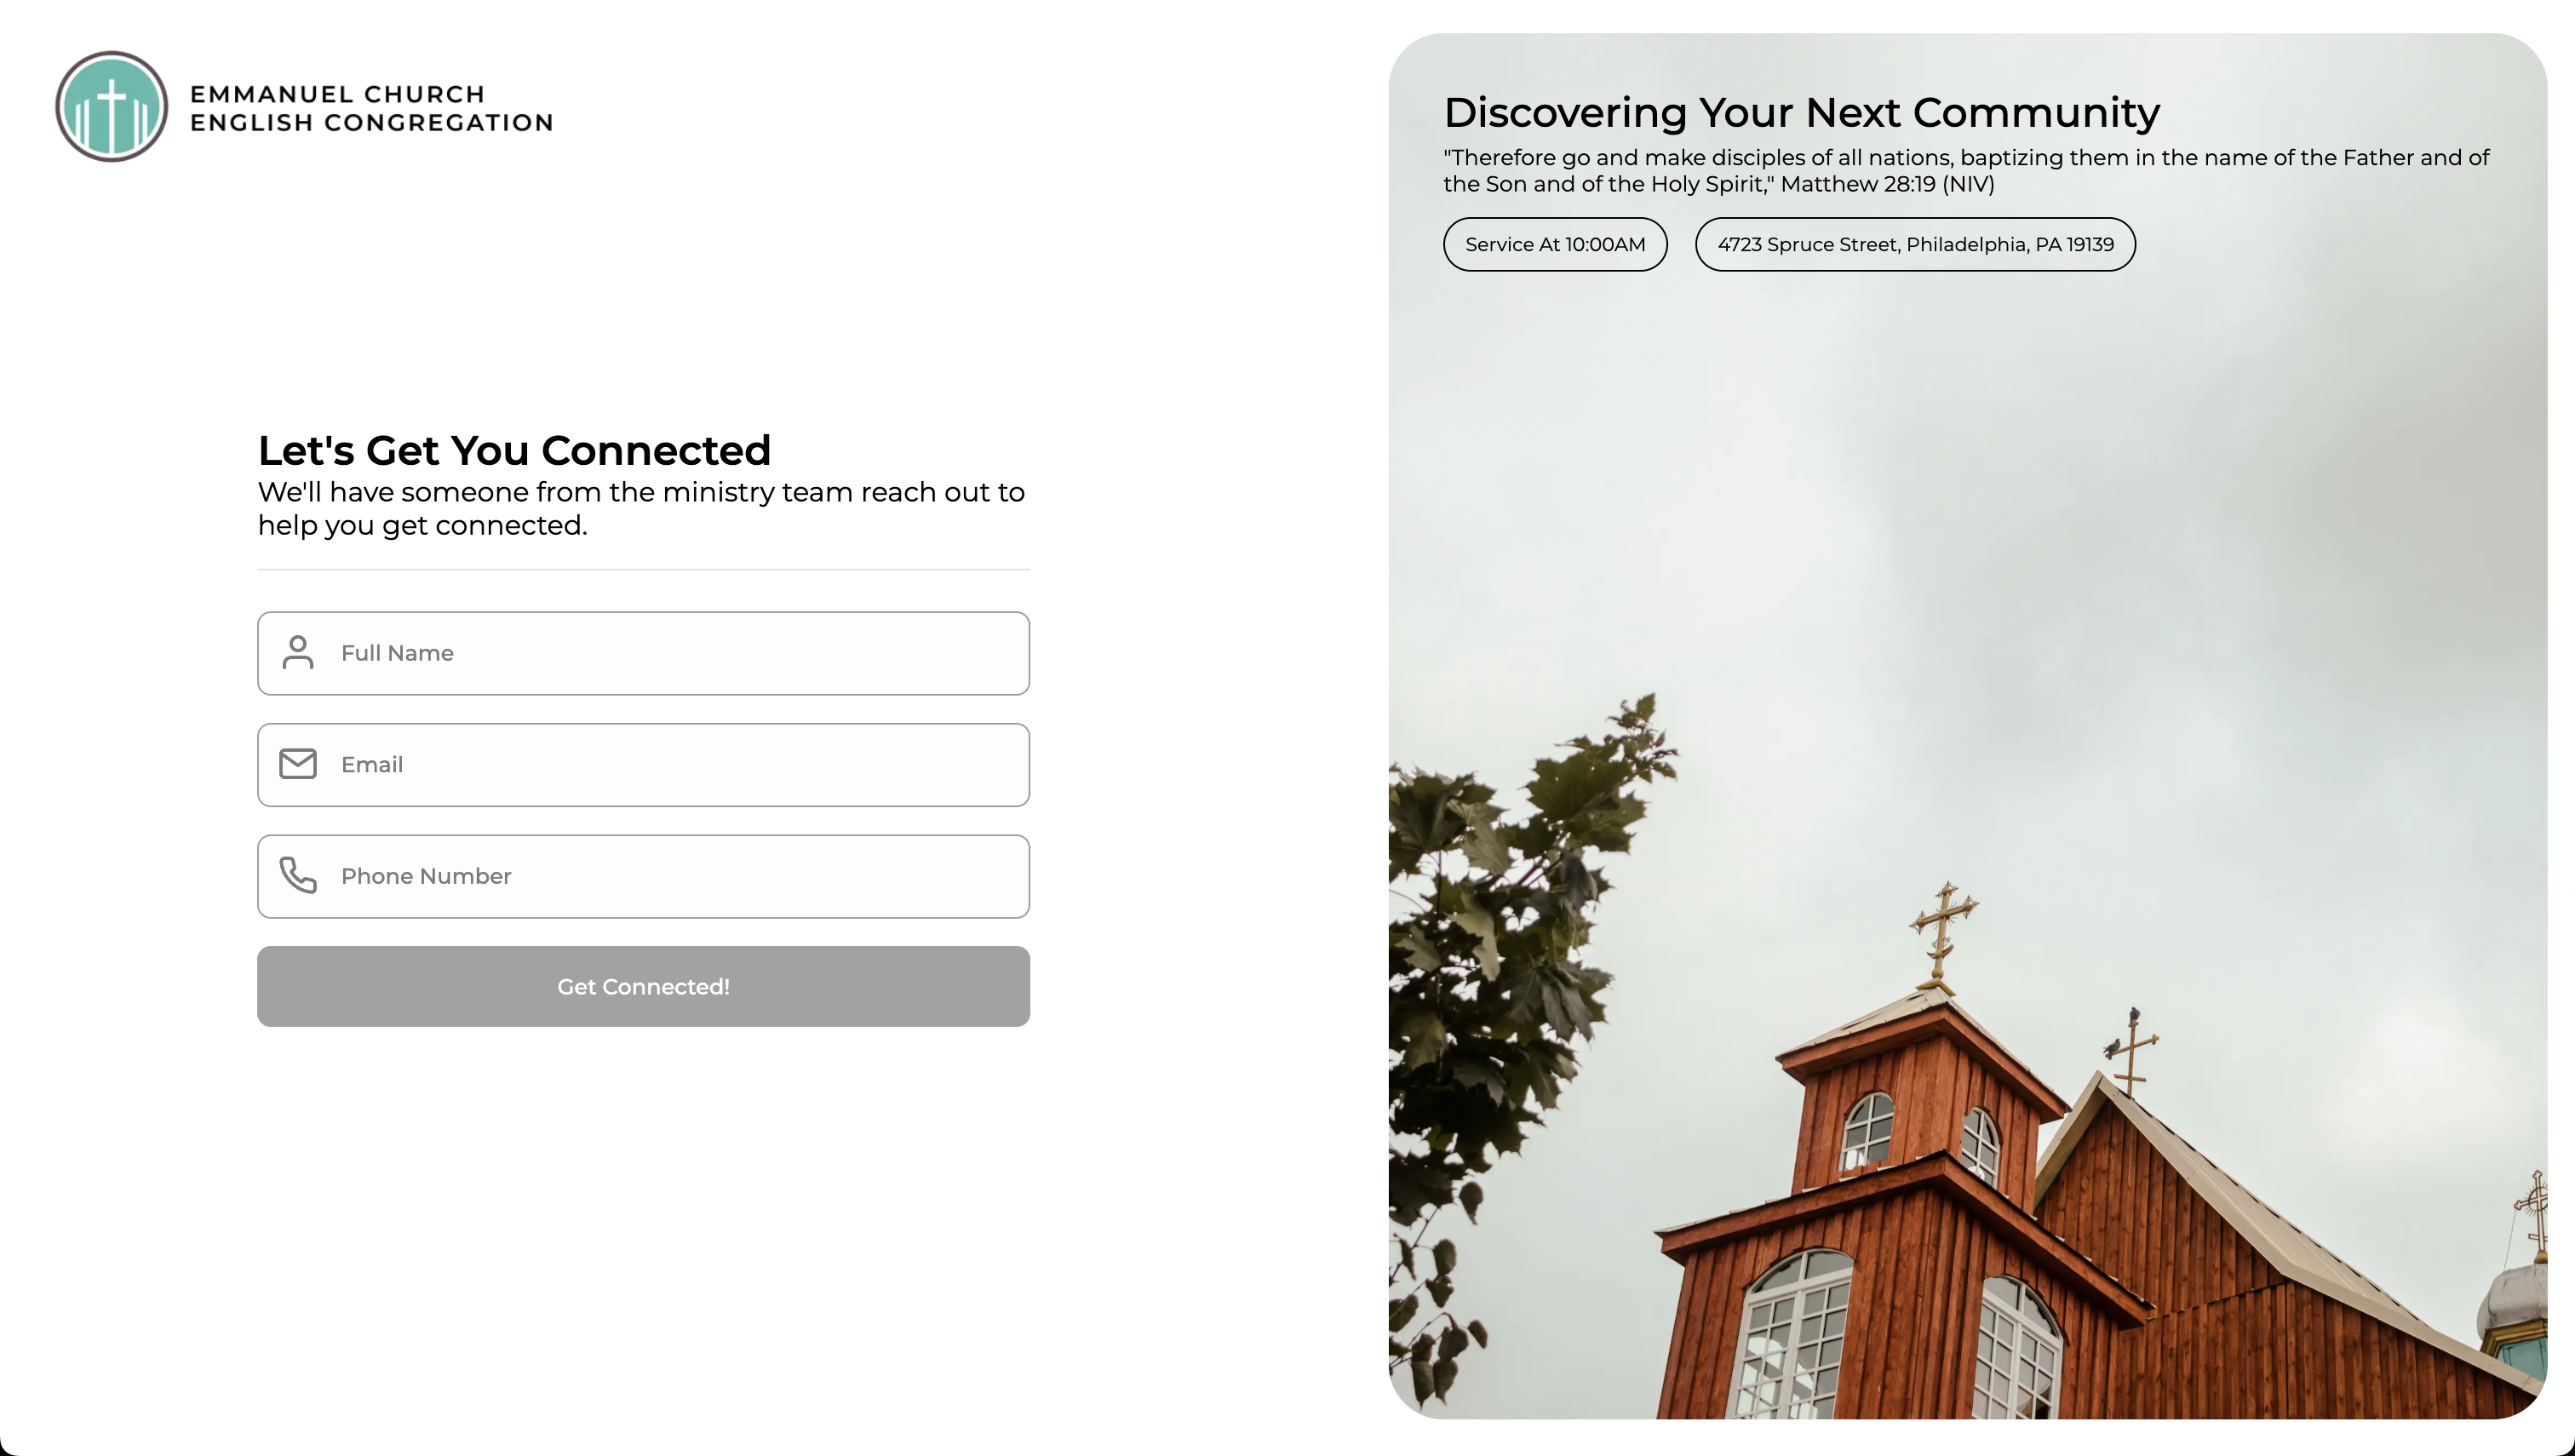 EMMANUEL CHURCH
ENGLISH CONGREGATION
Let's Get You Connected
We'll have someone from the ministry team reach out to
help you get connected.
Full Name
Email
Phone Number
Get Connected!
Discovering Your Next Community
"Therefore go and make disciples of all nations, baptizing them in the name of the Father and of
the Son and of the Holy Spirit," Matthew 28:19 (NIV)
Service At 10:00AM
4723 Spruce Street, Philadelphia, PA 19139